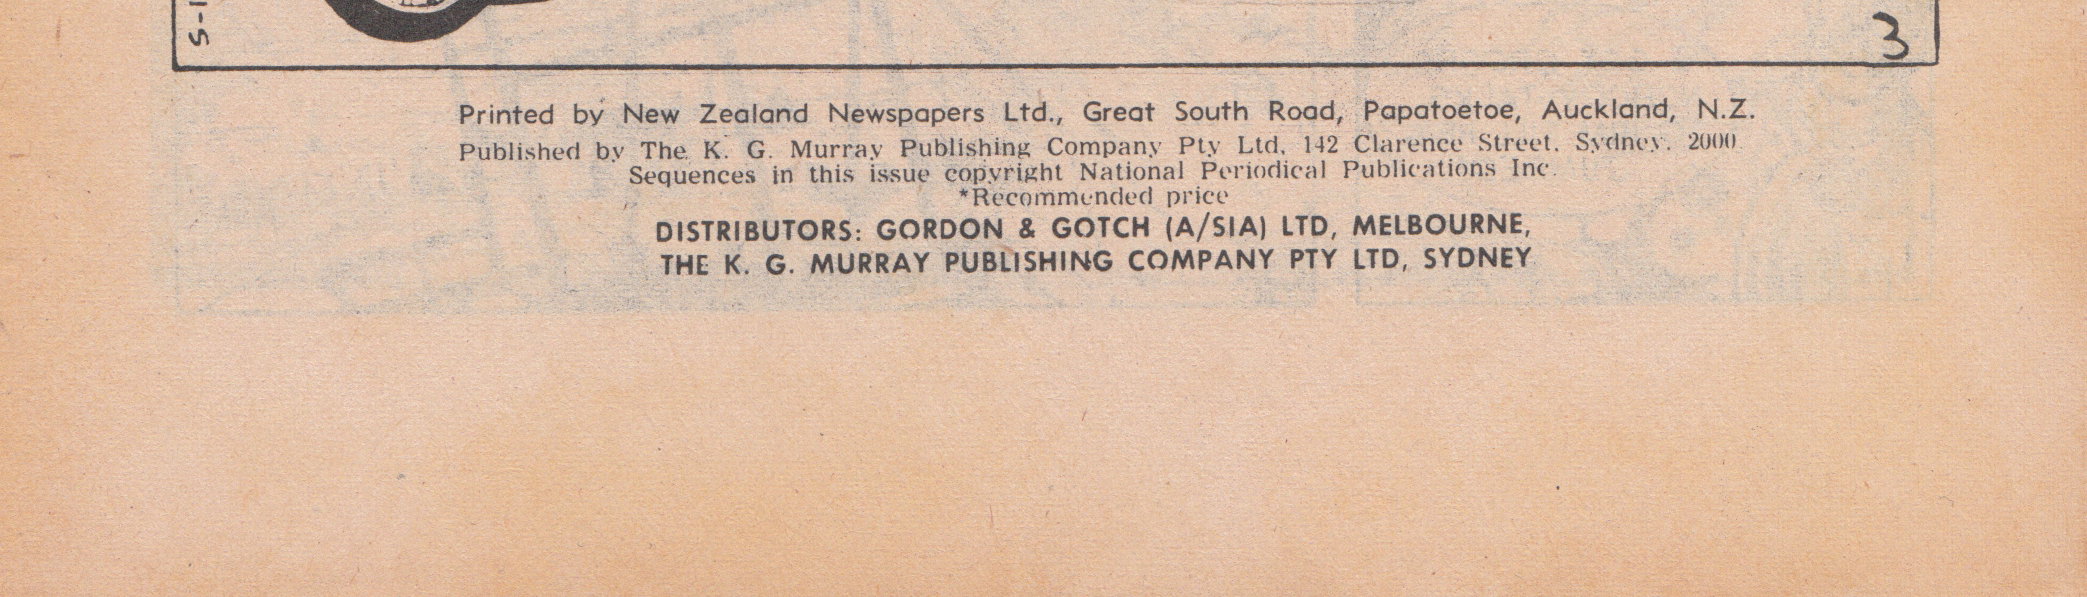 S-1
3
Printed by New Zealand Newspapers Ltd., Great South Road, Papatoetoe, Auckland, N.Z.
Published by The K. G. Murray Publishing Company Pty Ltd, 142 Clarence Street, Sydney. 2000
Sequences in this issue copyright National Periodical Publications Inc.
*Recommended price
DISTRIBUTORS: GORDON & GOTCH (A/SIA) LTD, MELBOURNE,
THE K. G. MURRAY PUBLISHING COMPANY PTY LTD, SYDNEY